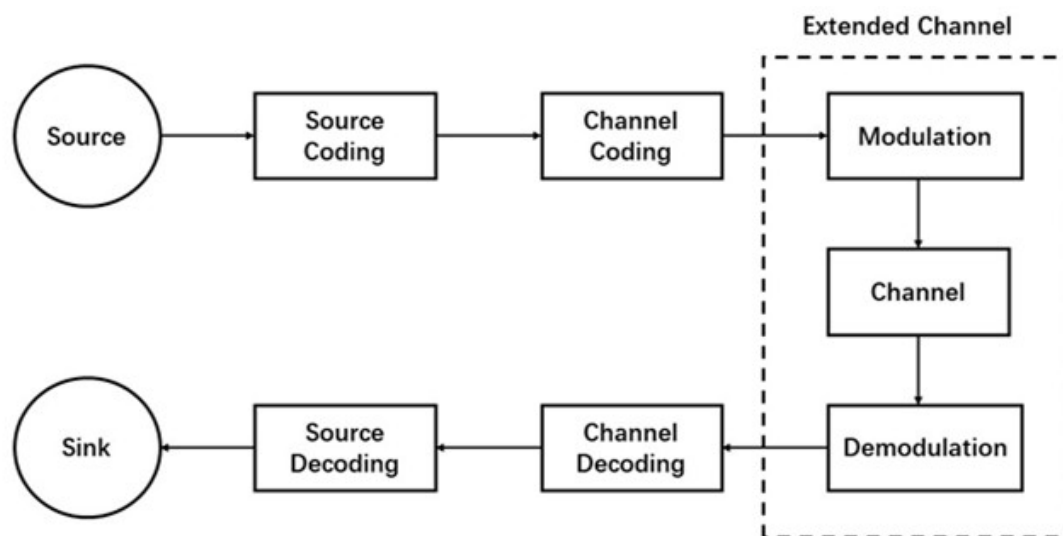 Extended Channel
Source
Source
Coding
Channel
Coding
Modulation
Channel
Sink
Source
Decoding
Channel
Decoding
Demodulation